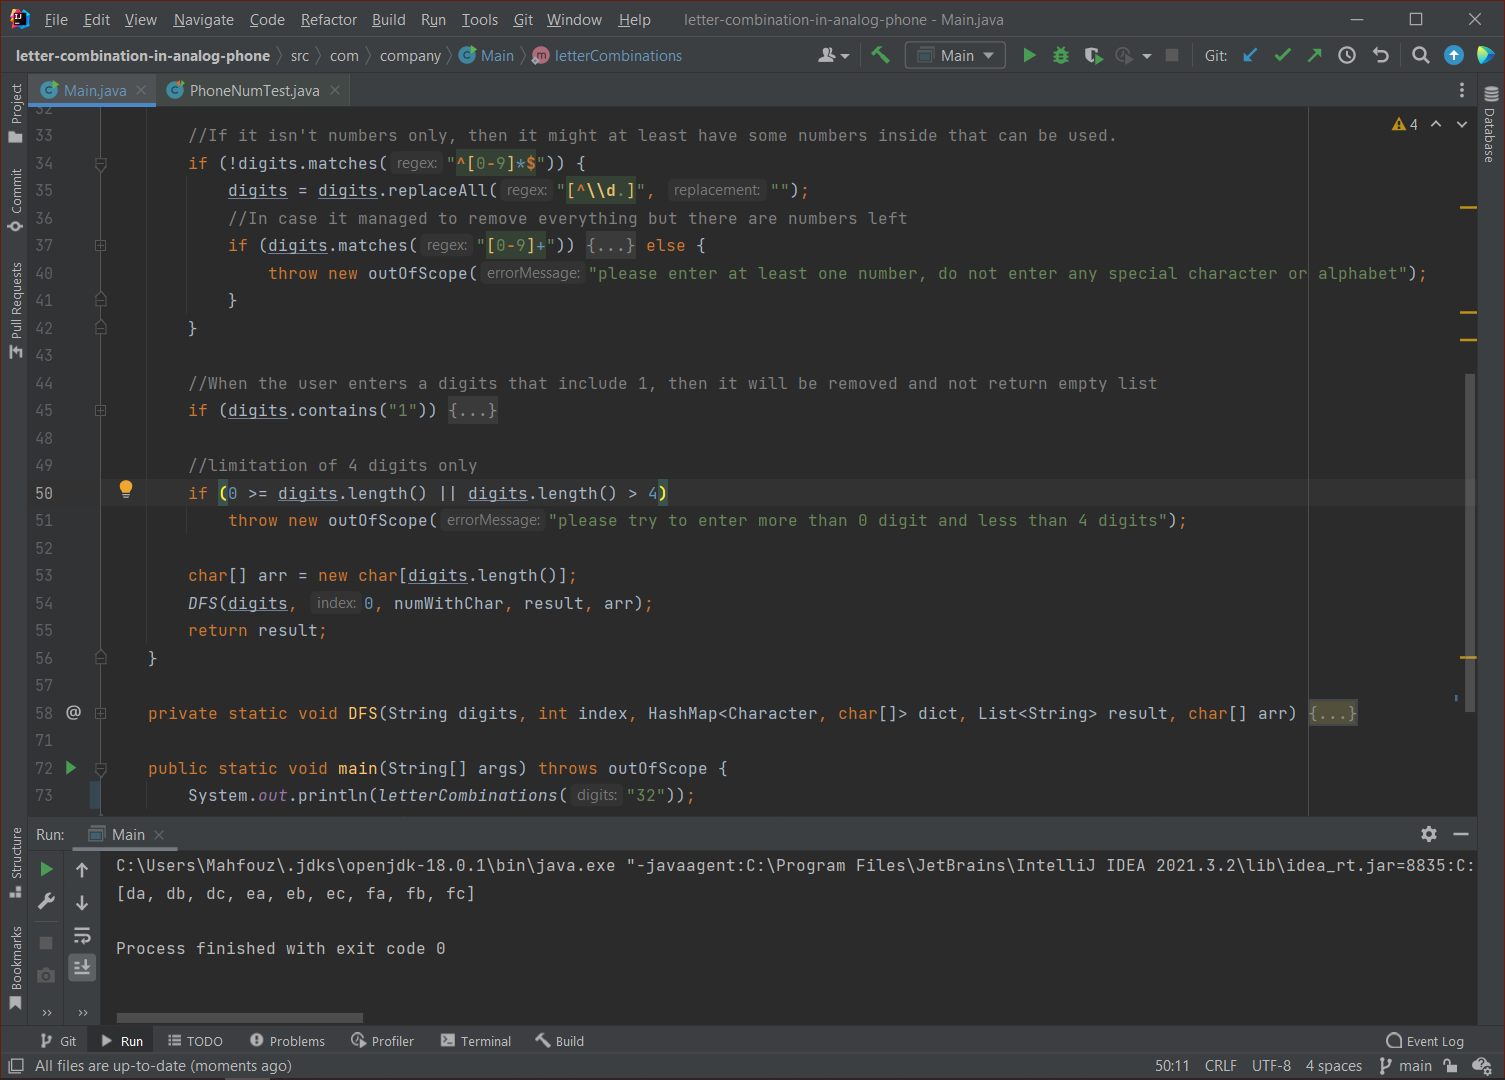 File Edit View Navigate Code Refactor Build Run Tools Git Window Help letter-combination-in-analog-phone - Main.java
letter-combination-in-analog-phone src com company Main letterCombinations Main Git:
Main.java PhoneNumTest.java
Project
Commit
Pull Requests
Database
4
32
33 //If it isn't numbers only, then it might at least have some numbers inside that can be used.
34 if (!digits.matches( regex: "^[0-9]*$")) {
35 digits = digits.replaceAll( regex: "[^\\d.]", replacement: "");
36 //In case it managed to remove everything but there are numbers left
37 if (digits.matches( regex: "[0-9]+")) {...} else {
40 throw new outOfScope( errorMessage: "please enter at least one number, do not enter any special character or alphabet");
41 }
42 }
43
44 //When the user enters a digits that include 1, then it will be removed and not return empty list
45 if (digits.contains("1")) {...}
48
49 //limitation of 4 digits only
50 if (0 >= digits.length() || digits.length() > 4)
51 throw new outOfScope( errorMessage: "please try to enter more than 0 digit and less than 4 digits");
52
53 char[] arr = new char[digits.length()];
54 DFS(digits, index: 0, numWithChar, result, arr);
55 return result;
56 }
57
58 @ private static void DFS(String digits, int index, HashMap<Character, char[]> dict, List<String> result, char[] arr) {...}
71
72 public static void main(String[] args) throws outOfScope {
73 System.out.println(letterCombinations( digits: "32"));
Structure
Bookmarks
Run: Main
C:\Users\Mahfouz\.jdks\openjdk-18.0.1\bin\java.exe "-javaagent:C:\Program Files\JetBrains\IntelliJ IDEA 2021.3.2\lib\idea_rt.jar=8835:C:
[da, db, dc, ea, eb, ec, fa, fb, fc]
Process finished with exit code 0
Git Run TODO Problems Profiler Terminal Build Event Log
All files are up-to-date (moments ago) 50:11 CRLF UTF-8 4 spaces main